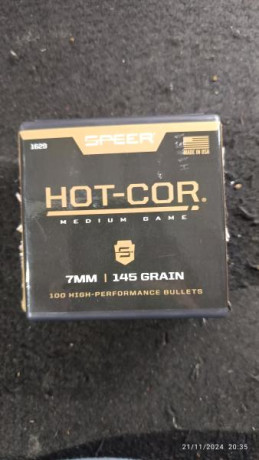 SPEER
1629
MADE IN USA
HOT-COR®
MEDIUM GAME
S
7MM | 145 GRAIN
100 HIGH-PERFORMANCE BULLETS
21/11/2024 20:35